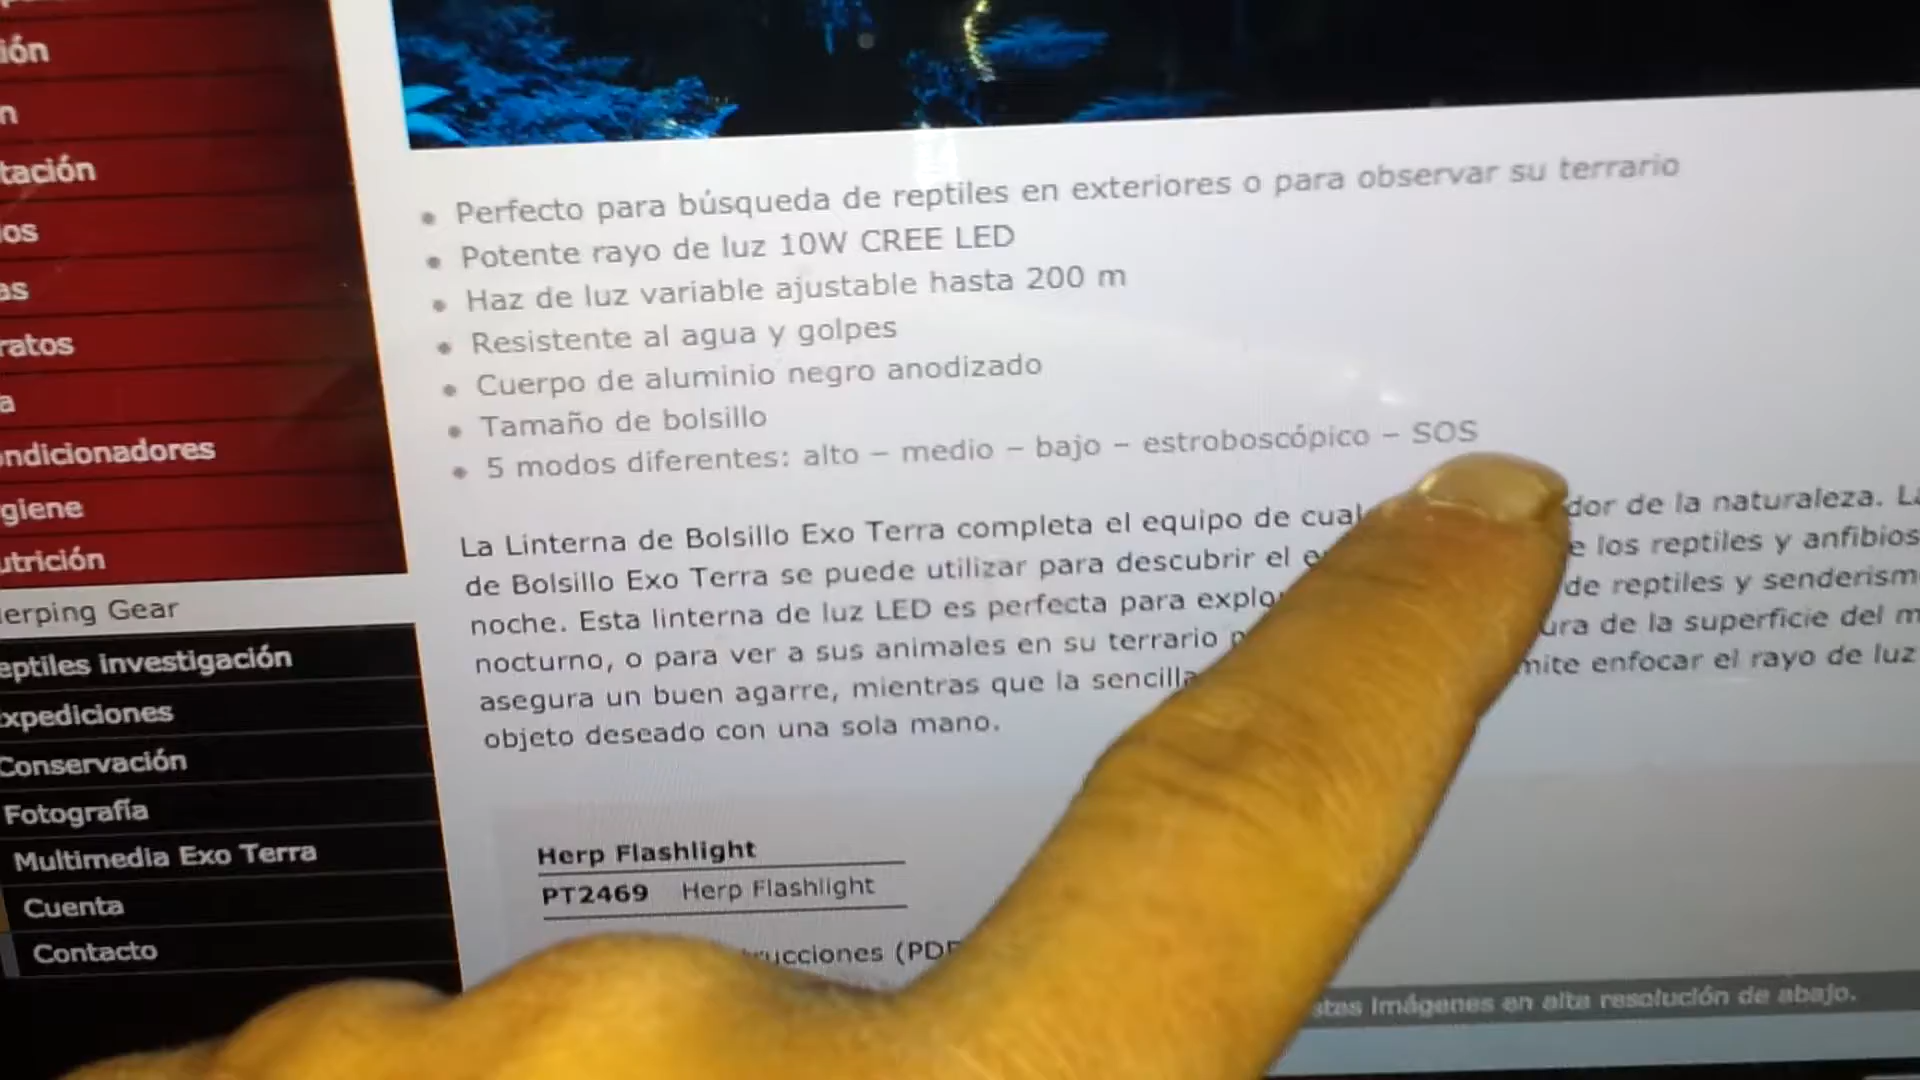 ión
n
tación
os
as
ratos
a
ndicionadores
giene
utrición
erping Gear
eptiles investigación
xpediciones
Conservación
Fotografía
Multimedia Exo Terra
Cuenta
Contacto
Perfecto para búsqueda de reptiles en exteriores o para observar su terrario
Potente rayo de luz 10W CREE LED
Haz de luz variable ajustable hasta 200 m
Resistente al agua y golpes
Cuerpo de aluminio negro anodizado
Tamaño de bolsillo
5 modos diferentes: alto – medio – bajo – estroboscópico – SOS
La Linterna de Bolsillo Exo Terra completa el equipo de cual dor de la naturaleza. La
de Bolsillo Exo Terra se puede utilizar para descubrir el e e los reptiles y anfibios
noche. Esta linterna de luz LED es perfecta para explo de reptiles y senderism
nocturno, o para ver a sus animales en su terrario ura de la superficie del m
asegura un buen agarre, mientras que la sencilla mite enfocar el rayo de luz
objeto deseado con una sola mano.
Herp Flashlight
PT2469 Herp Flashlight
rucciones (PDF
stas imágenes en alta resolución de abajo.